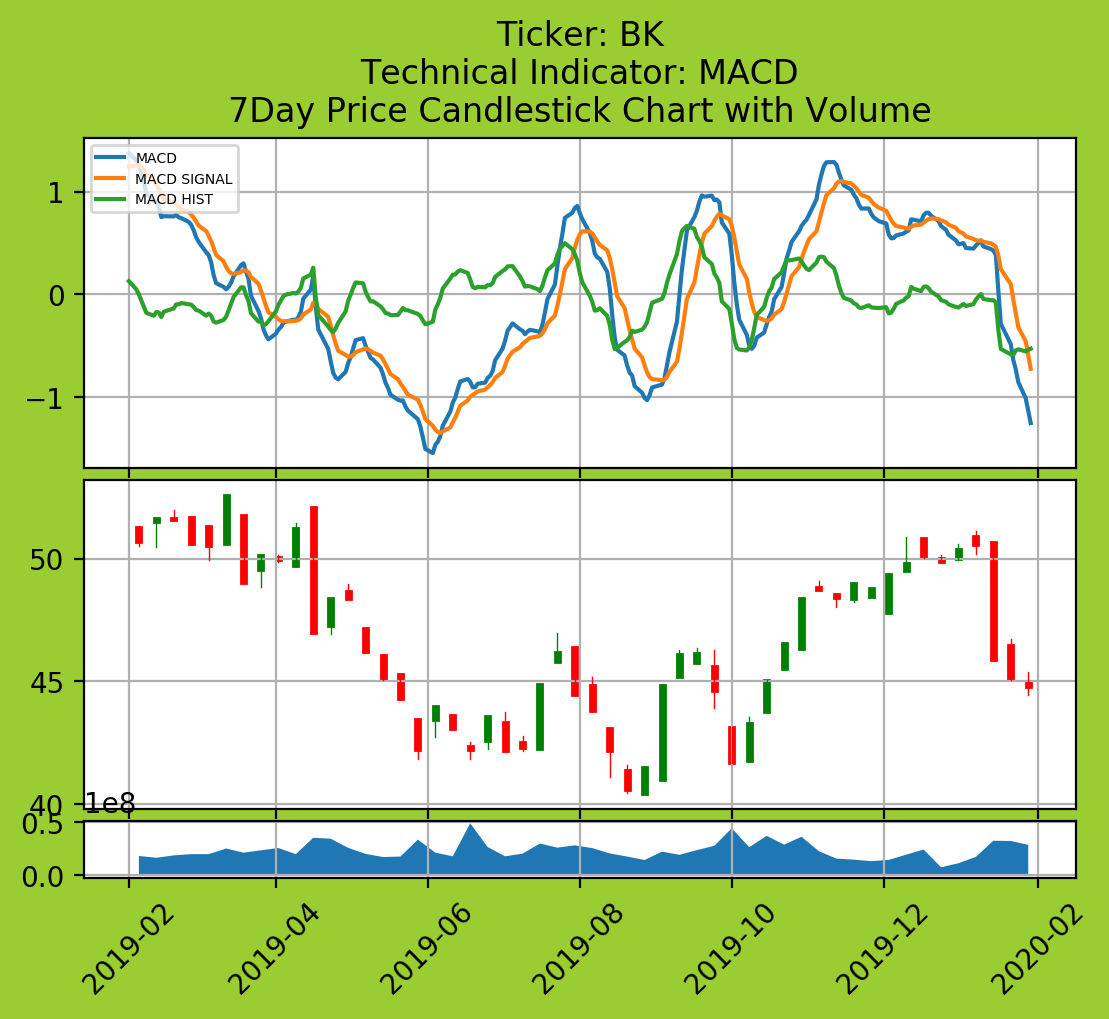 Ticker: BK
Technical Indicator: MACD
7Day Price Candlestick Chart with Volume
MACD
MACD SIGNAL
MACD HIST
1
0
−1
50
45
40
1e8
0.5
0.0
2019-02
2019-04
2019-06
2019-08
2019-10
2019-12
2020-02